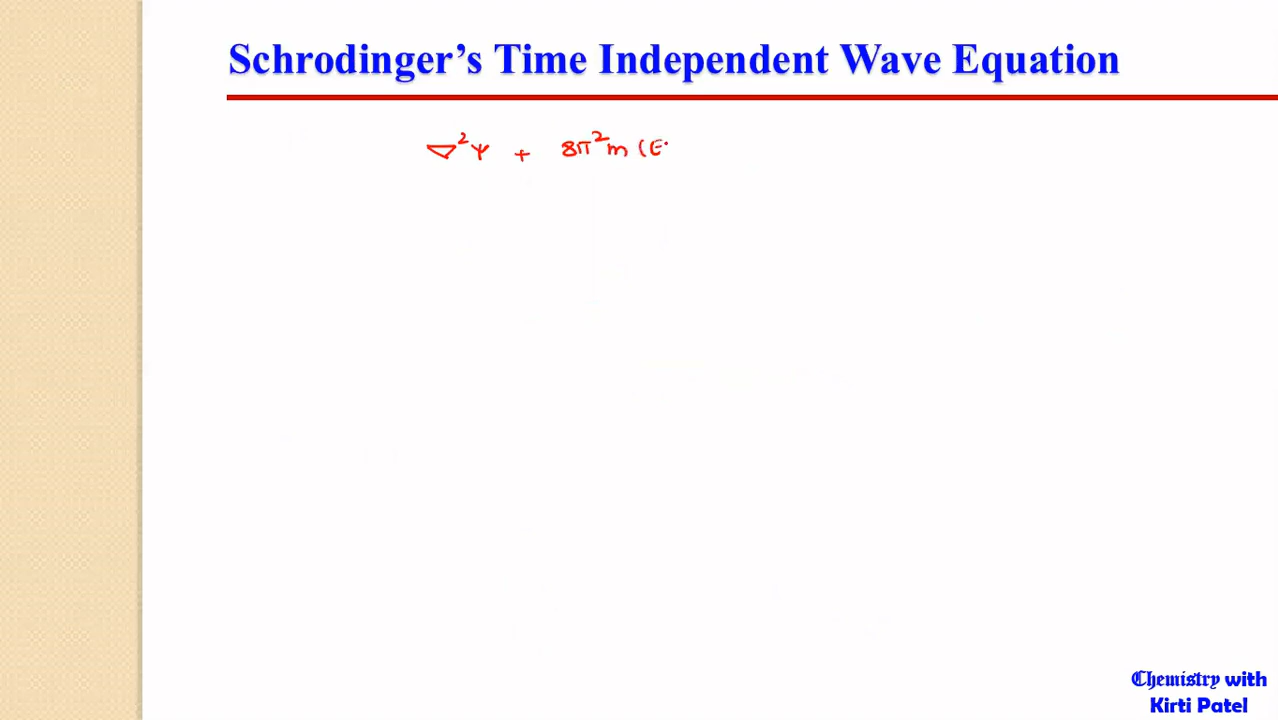 Schrodinger's Time Independent Wave Equation
▽²ψ + 8π²m (E
Chemistry with
Kirti Patel